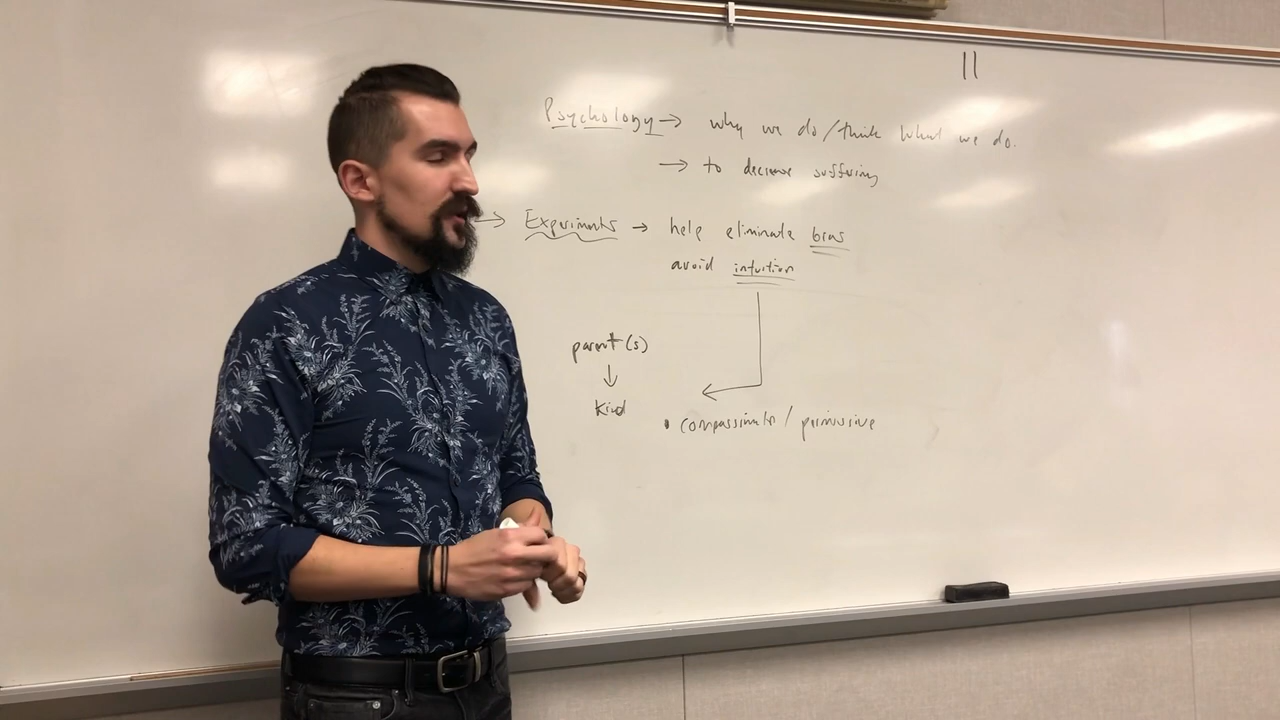 11
Psychology → why we do/think what we do.
→ to decrease suffering
→ Experiments → help eliminate bias
avoid intuition
parent(s)
↓
kid
• compassionate / permissive